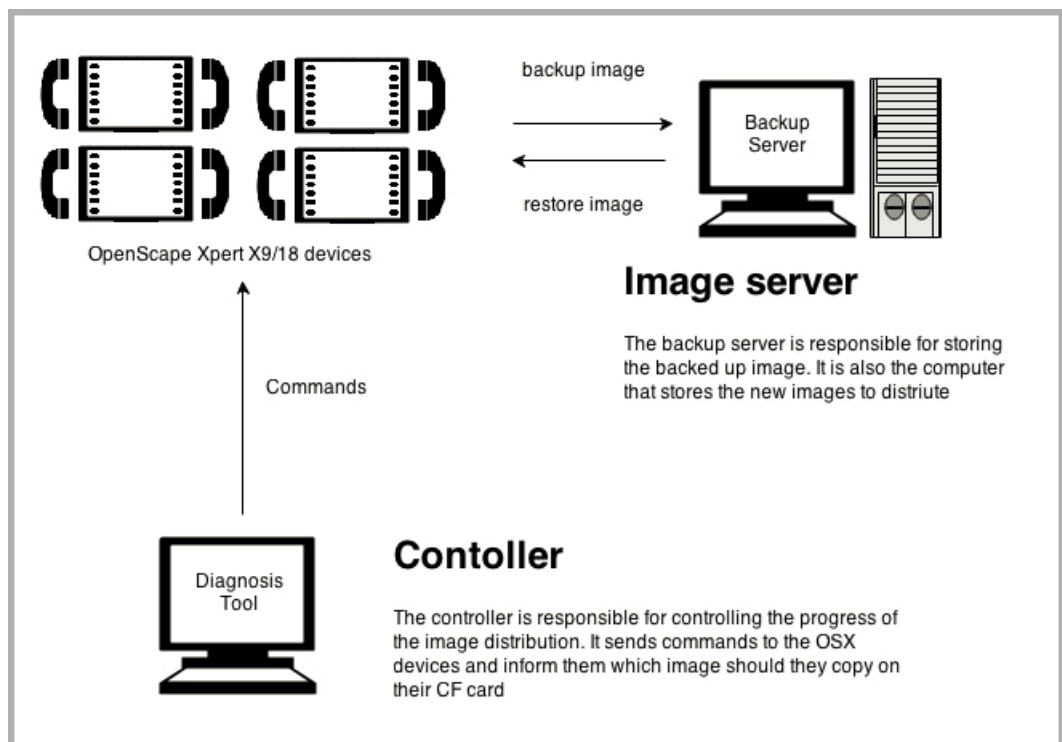 backup image
Backup
Server
restore image
OpenScape Xpert X9/18 devices
Image server
The backup server is responsible for storing
the backed up image. It is also the computer
that stores the new images to distriute
Commands
Diagnosis
Tool
Contoller
The controller is responsible for controlling the progress of
the image distribution. It sends commands to the OSX
devices and inform them which image should they copy on
their CF card